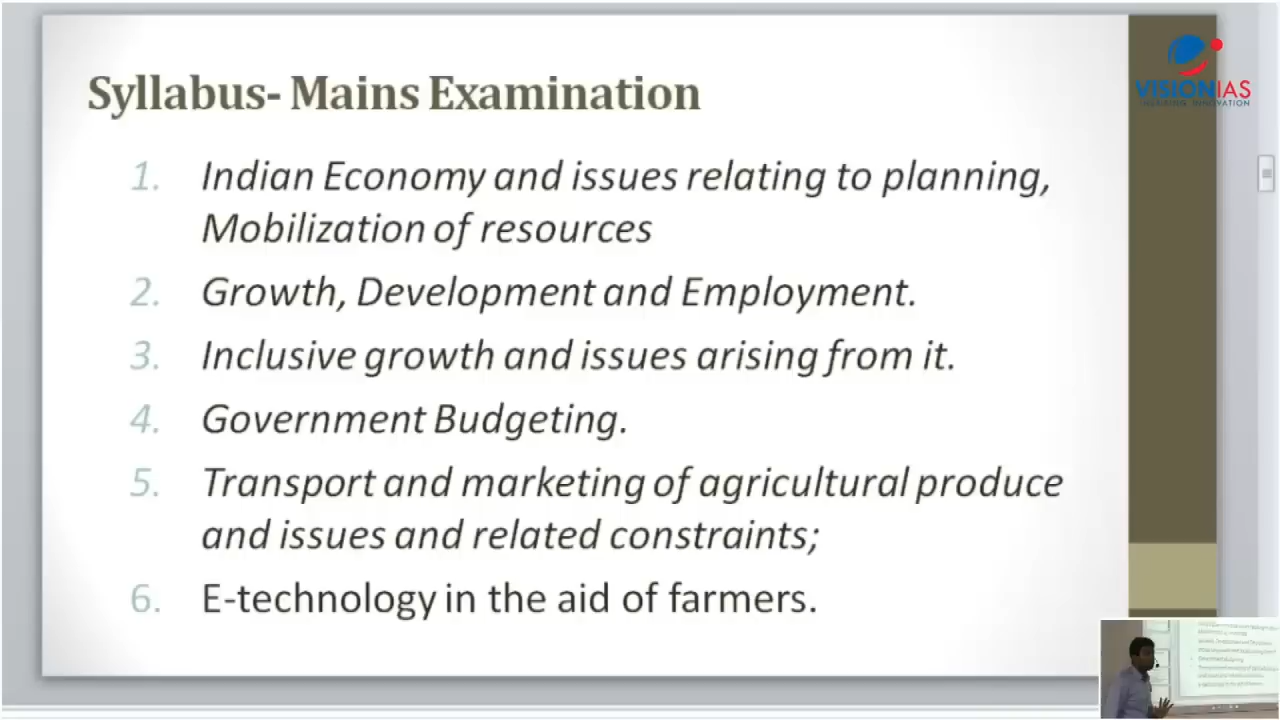 Syllabus- Mains Examination
VISIONIAS
INSPIRING INNOVATION
1. Indian Economy and issues relating to planning,
Mobilization of resources
2. Growth, Development and Employment.
3. Inclusive growth and issues arising from it.
4. Government Budgeting.
5. Transport and marketing of agricultural produce
and issues and related constraints;
6. E-technology in the aid of farmers.